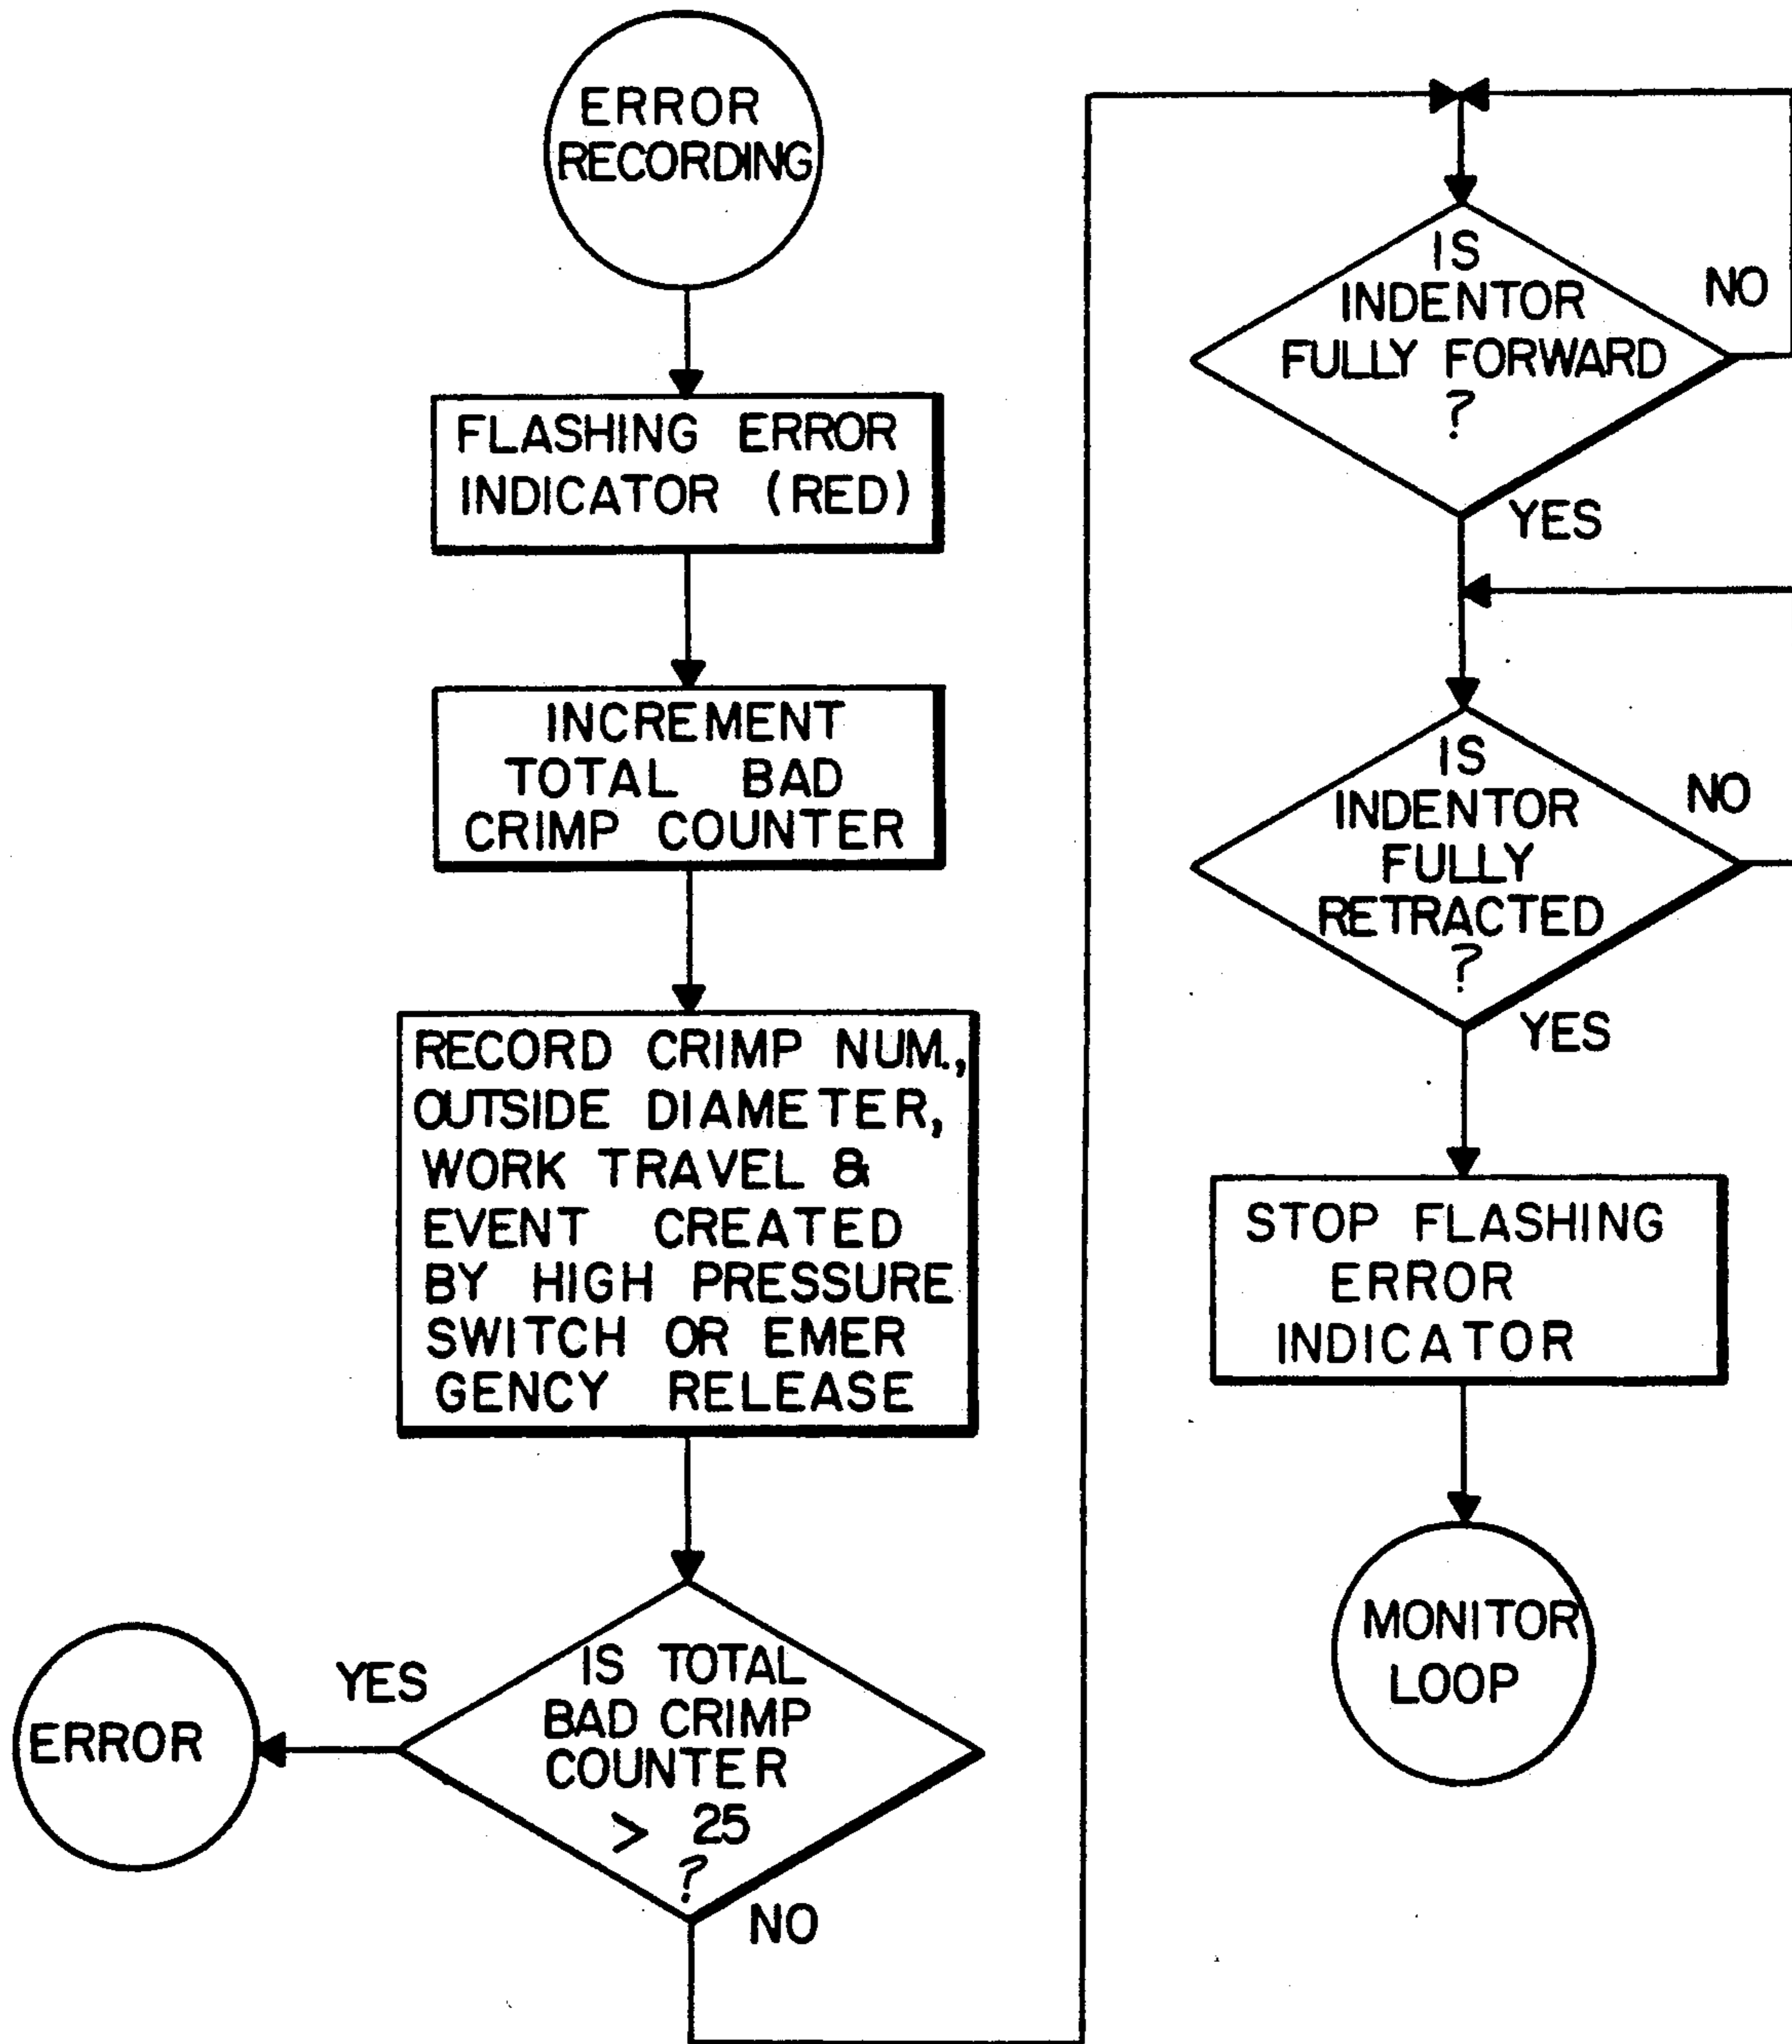 ERROR
RECORDING
FLASHING ERROR
INDICATOR (RED)
INCREMENT
TOTAL BAD
CRIMP COUNTER
RECORD CRIMP NUM.,
OUTSIDE DIAMETER,
WORK TRAVEL &
EVENT CREATED
BY HIGH PRESSURE
SWITCH OR EMER
GENCY RELEASE
IS TOTAL
BAD CRIMP
COUNTER
> 25
?
YES
ERROR
NO
IS
INDENTOR
FULLY FORWARD
?
NO
YES
IS
INDENTOR
FULLY
RETRACTED
?
NO
YES
STOP FLASHING
ERROR
INDICATOR
MONITOR
LOOP